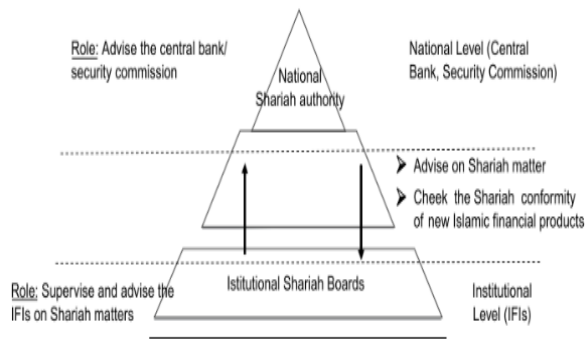 Role: Advise the central bank/
security commission
National
Shariah authority
National Level (Central
Bank, Security Commission)
Advise on Shariah matter
Cheek the Shariah conformity
of new Islamic financial products
Role: Supervise and advise the
IFIs on Shariah matters
Istitutional Shariah Boards
Institutional
Level (IFIs)